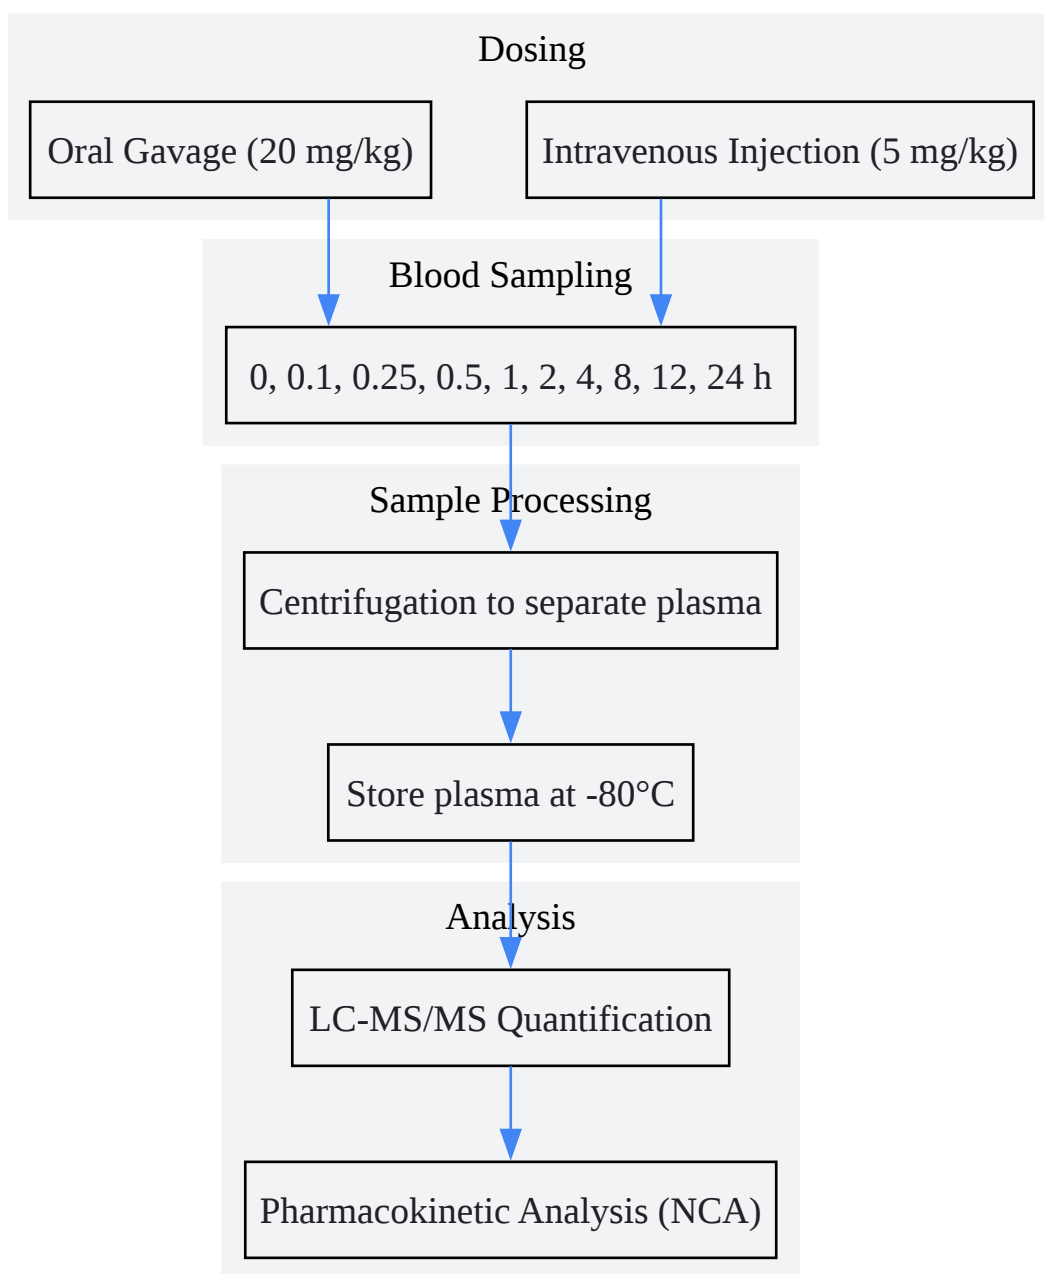 Dosing
Oral Gavage (20 mg/kg)
Intravenous Injection (5 mg/kg)
Blood Sampling
0, 0.1, 0.25, 0.5, 1, 2, 4, 8, 12, 24 h
Sample Processing
Centrifugation to separate plasma
Store plasma at -80°C
Analysis
LC-MS/MS Quantification
Pharmacokinetic Analysis (NCA)